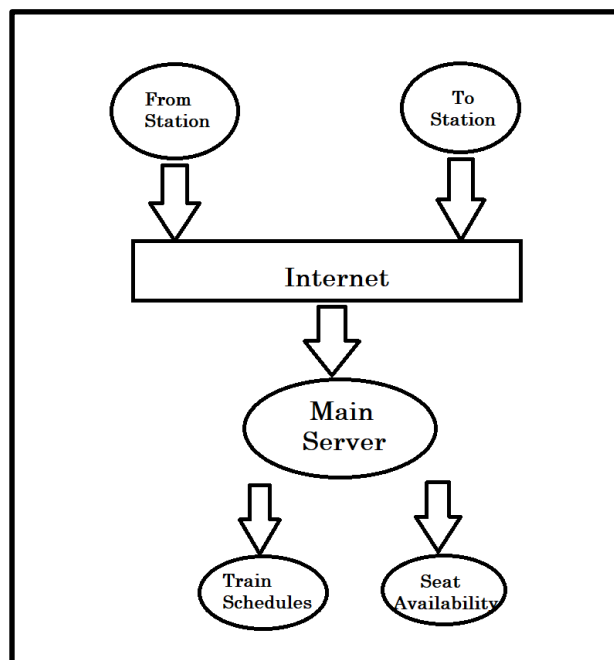 From
Station
To
Station
Internet
Main
Server
Train
Schedules
Seat
Availability